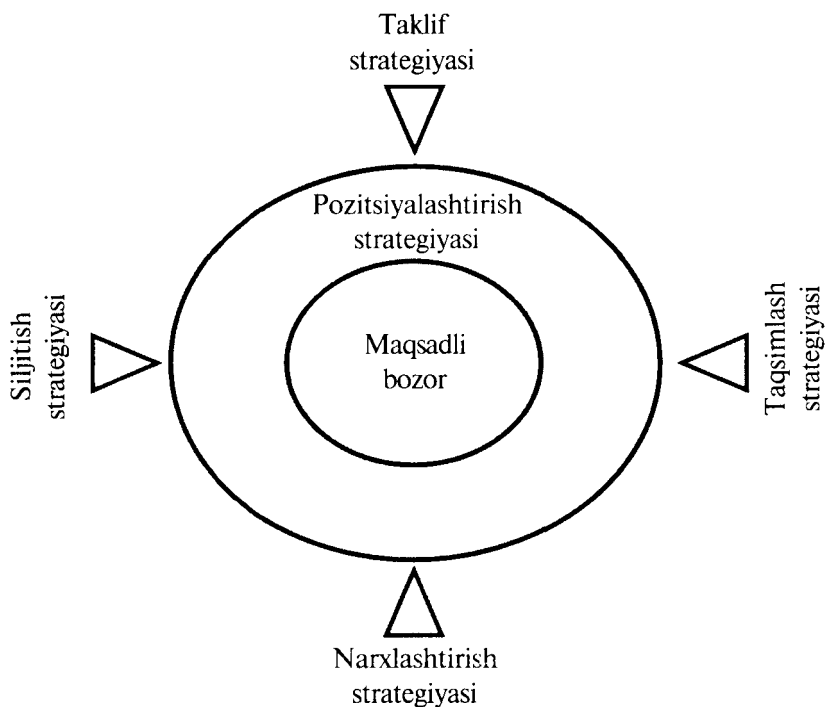 Taklif
strategiyasi
Pozitsiyalashtirish
strategiyasi
Siljitish
strategiyasi
Maqsadli
bozor
Taqsimlash
strategiyasi
Narxlashtirish
strategiyasi